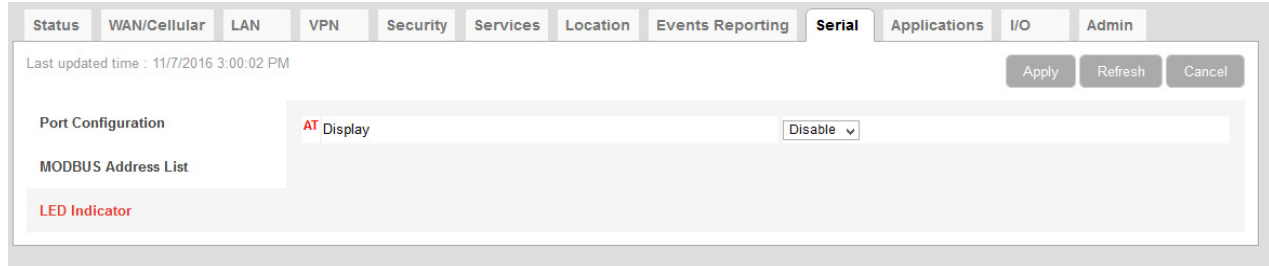 Status WAN/Cellular LAN VPN Security Services Location Events Reporting Serial Applications I/O Admin
Last updated time : 11/7/2016 3:00:02 PM
Apply Refresh Cancel
Port Configuration
AT Display Disable
MODBUS Address List
LED Indicator